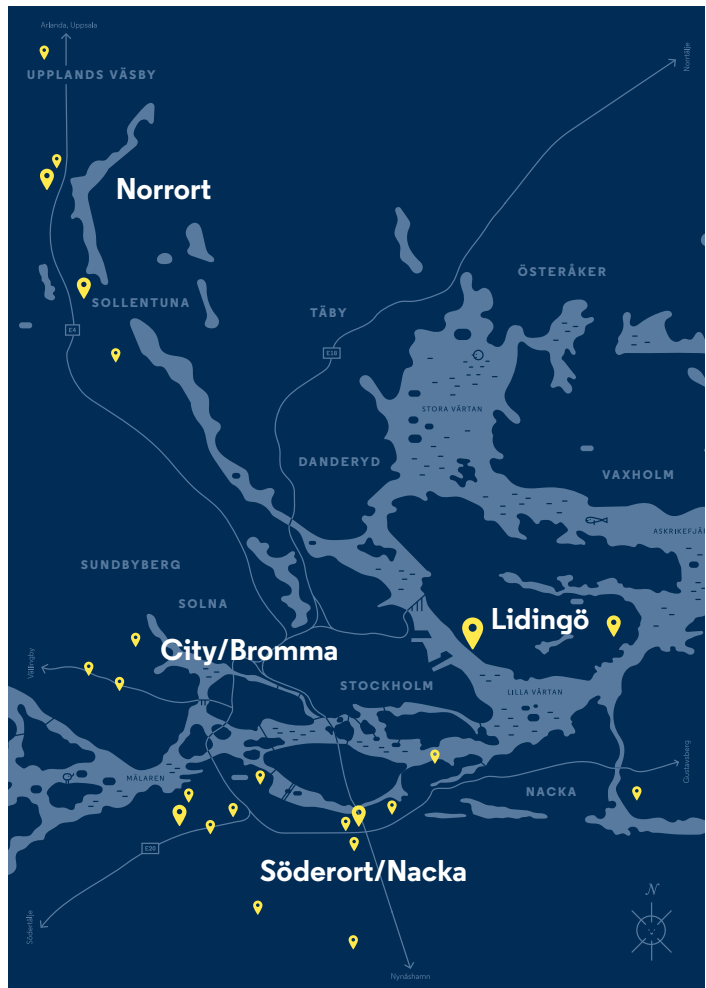 Arlanda, Uppsala
Norrtälje
UPPLANDS VÄSBY
Norrort
ÖSTERÅKER
SOLLENTUNA
TÄBY
E4
E18
STORA VÄRTAN
DANDERYD
VAXHOLM
ASKRIKEFJÄ
SUNDBYBERG
SOLNA
Lidingö
City/Bromma
Vällingby
STOCKHOLM
LILLA VÄRTAN
Gustavsberg
MÄLAREN
NACKA
E20
Söderort/Nacka
N
Södertälje
Nynäshamn